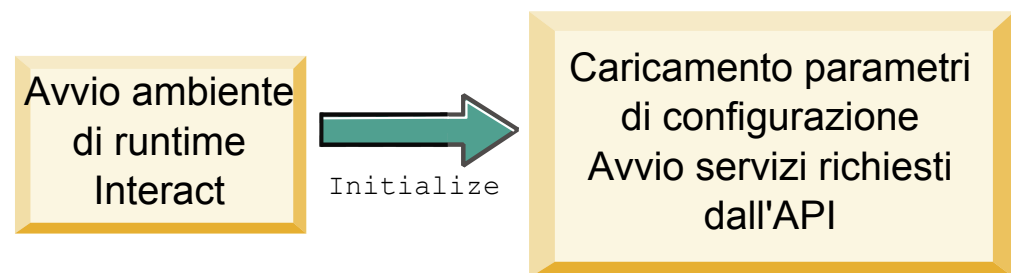 Avvio ambiente
di runtime
Interact
Initialize
Caricamento parametri
di configurazione
Avvio servizi richiesti
dall'API